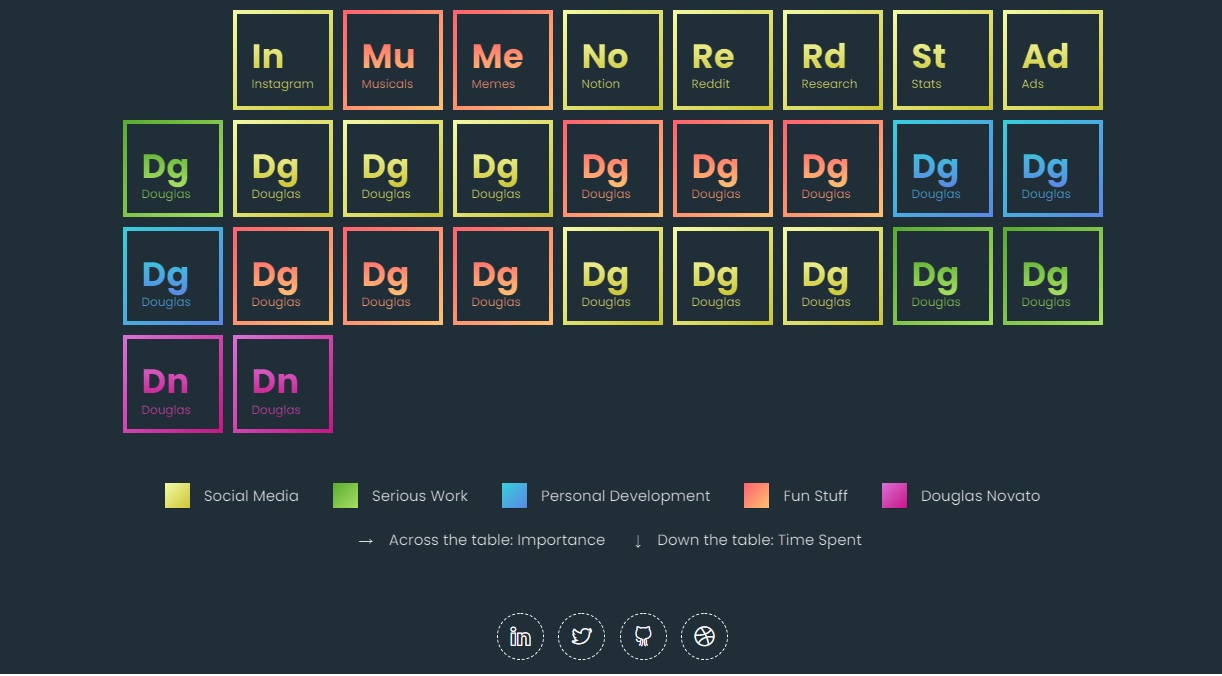 In Mu Me No Re Rd St Ad
Instagram Musicals Memes Notion Reddit Research Stats Ads
Dg Dg Dg Dg Dg Dg Dg Dg Dg
Douglas Douglas Douglas Douglas Douglas Douglas Douglas Douglas Douglas
Dg Dg Dg Dg Dg Dg Dg Dg Dg
Douglas Douglas Douglas Douglas Douglas Douglas Douglas Douglas Douglas
Dn Dn
Douglas Douglas
Social Media Serious Work Personal Development Fun Stuff Douglas Novato
→ Across the table: Importance ↓ Down the table: Time Spent
in